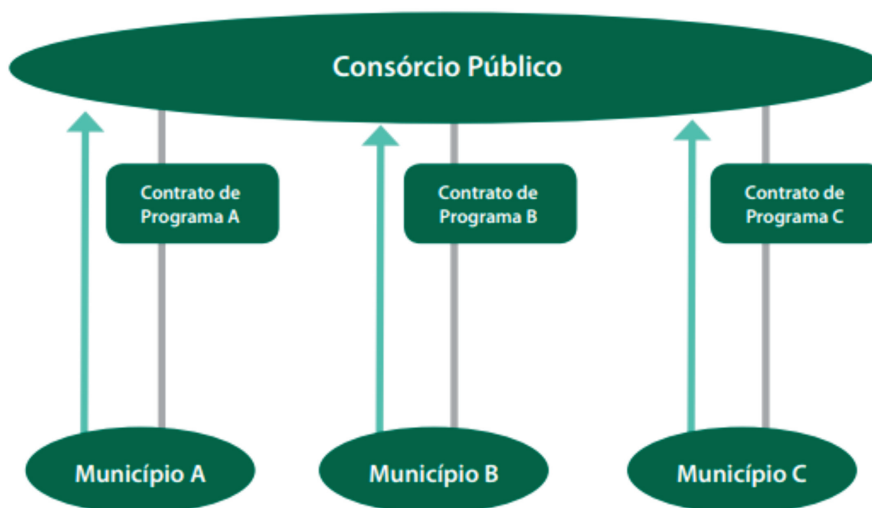 Consórcio Público
Contrato de
Programa A
Contrato de
Programa B
Contrato de
Programa C
Município A
Município B
Município C